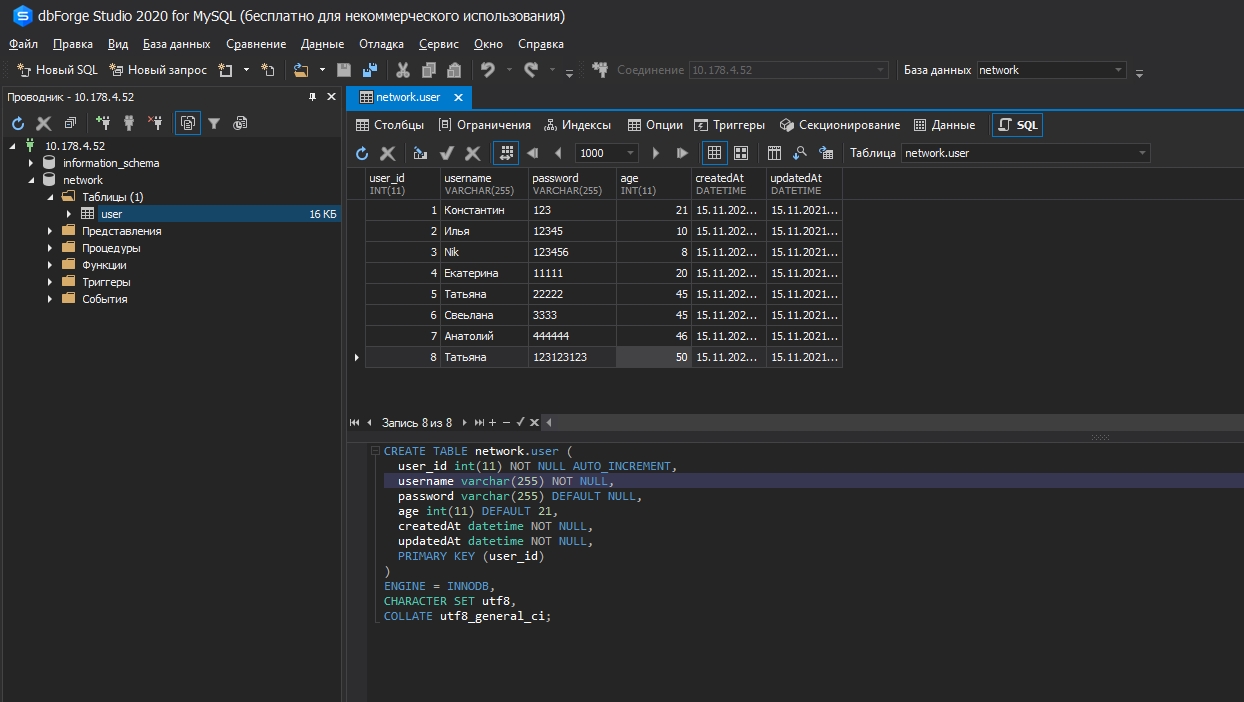 dbForge Studio 2020 for MySQL (бесплатно для некоммерческого использования)
Файл Правка Вид База данных Сравнение Данные Отладка Сервис Окно Справка
Новый SQL Новый запрос Соединение 10.178.4.52 База данных network
Проводник - 10.178.4.52
10.178.4.52
information_schema
network
Таблицы (1)
user 16 КБ
Представления
Процедуры
Функции
Триггеры
События
network.user
Столбцы Ограничения Индексы Опции Триггеры Секционирование Данные SQL
1000 Таблица network.user
user_id username password age createdAt updatedAt
INT(11) VARCHAR(255) VARCHAR(255) INT(11) DATETIME DATETIME
1 Константин 123 21 15.11.202... 15.11.2021...
2 Илья 12345 10 15.11.202... 15.11.2021...
3 Nik 123456 8 15.11.202... 15.11.2021...
4 Екатерина 11111 20 15.11.202... 15.11.2021...
5 Татьяна 22222 45 15.11.202... 15.11.2021...
6 Свеьлана 3333 45 15.11.202... 15.11.2021...
7 Анатолий 444444 46 15.11.202... 15.11.2021...
8 Татьяна 123123123 50 15.11.202... 15.11.2021...
Запись 8 из 8
CREATE TABLE network.user (
user_id int(11) NOT NULL AUTO_INCREMENT,
username varchar(255) NOT NULL,
password varchar(255) DEFAULT NULL,
age int(11) DEFAULT 21,
createdAt datetime NOT NULL,
updatedAt datetime NOT NULL,
PRIMARY KEY (user_id)
)
ENGINE = INNODB,
CHARACTER SET utf8,
COLLATE utf8_general_ci;